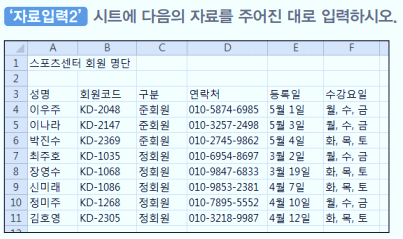 '자료입력2' 시트에 다음의 자료를 주어진 대로 입력하시오.
A B C D E F
1 스포츠센터 회원 명단
2
3 성명 회원코드 구분 연락처 등록일 수강요일
4 이우주 KD-2048 준회원 010-5874-6985 5월 1일 월, 수, 금
5 이나라 KD-2147 준회원 010-3257-2498 5월 3일 월, 수, 금
6 박진수 KD-2369 준회원 010-2745-9862 5월 4일 화, 목, 토
7 최주호 KD-1035 정회원 010-6954-8697 3월 2일 월, 수, 금
8 장영수 KD-1068 정회원 010-9847-6833 3월 19일 화, 목, 토
9 신미래 KD-1086 정회원 010-9853-2381 4월 7일 화, 목, 토
10 정미주 KD-1268 정회원 010-7895-5552 4월 10일 월, 수, 금
11 김호영 KD-2305 정회원 010-3218-9987 4월 12일 화, 목, 토